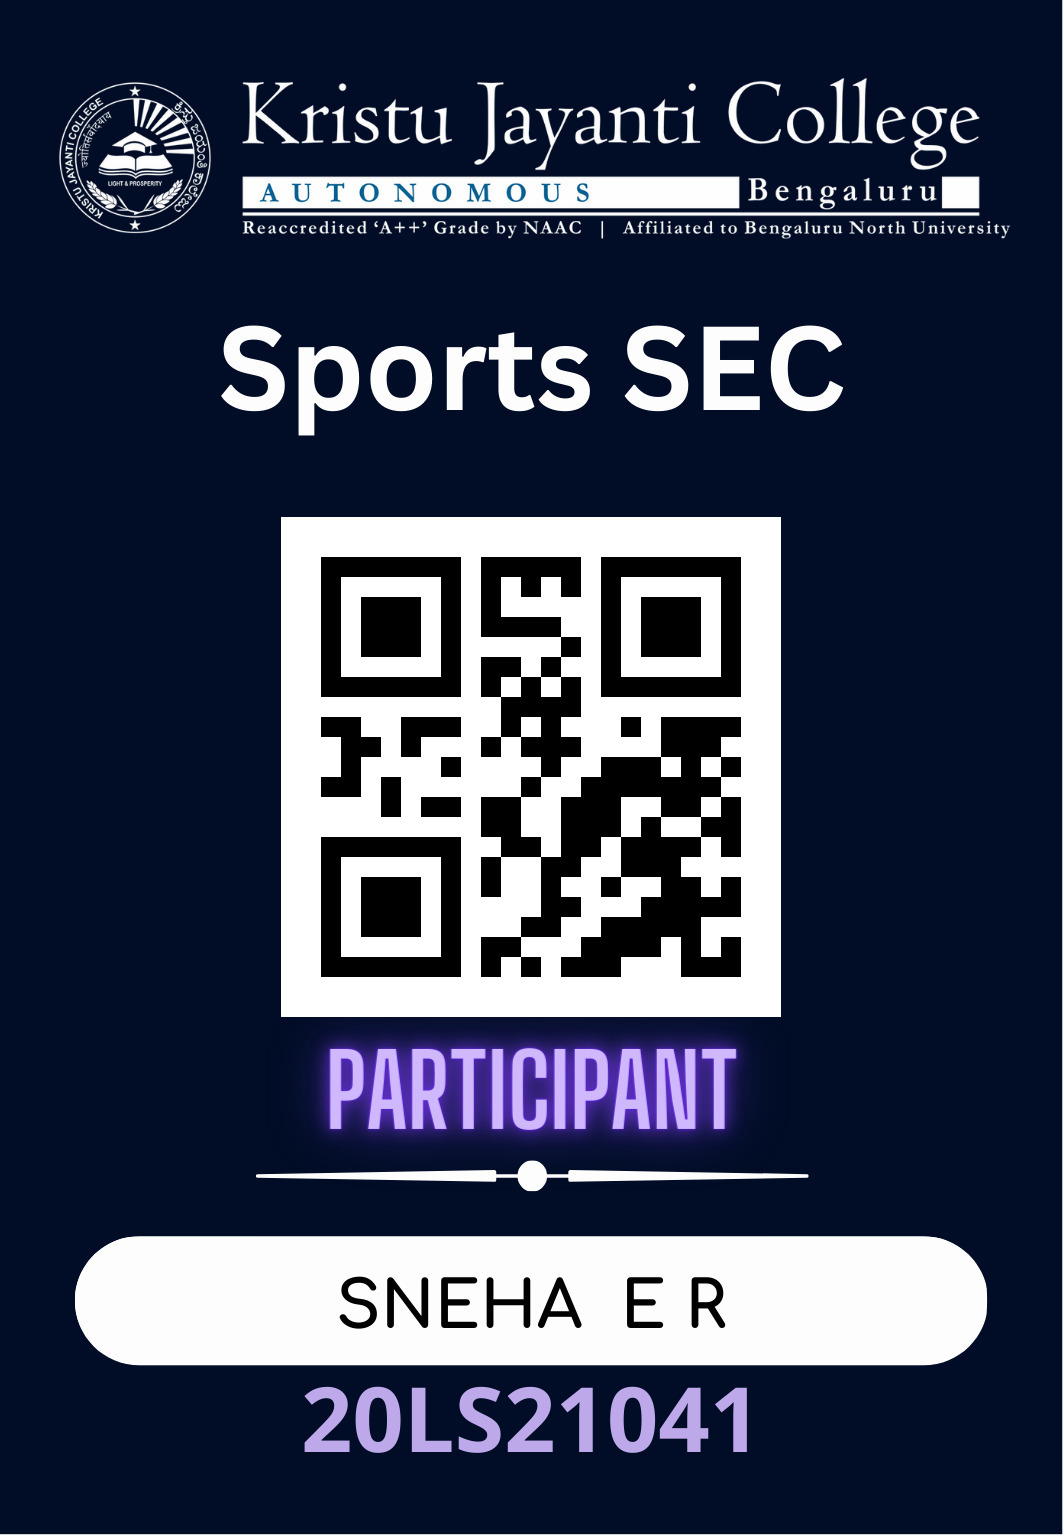 Kristu Jayanti College
AUTONOMOUS Bengaluru
Reaccredited ‘A++’ Grade by NAAC | Affiliated to Bengaluru North University
KRISTU JAYANTI COLLEGE
LIGHT & PROSPERITY
Sports SEC
PARTICIPANT
SNEHA E R
20LS21041